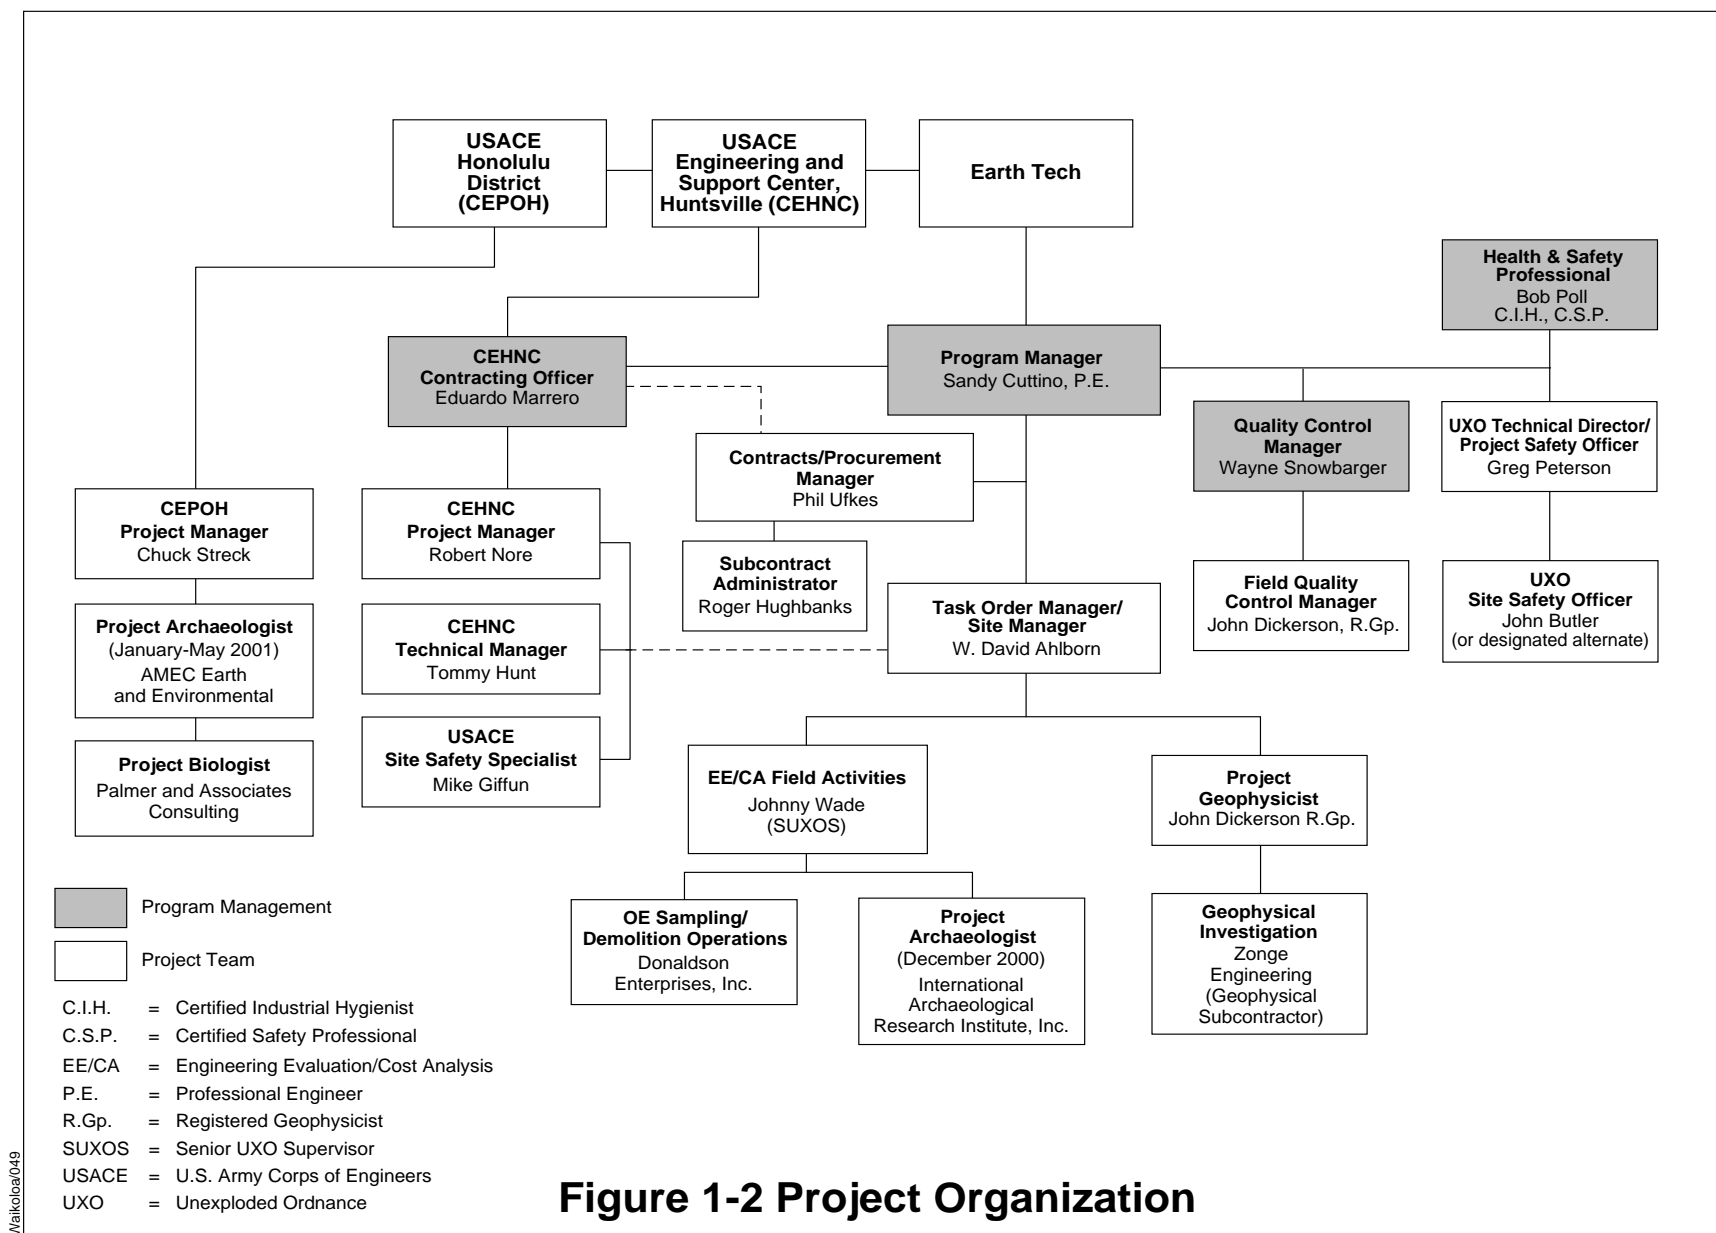 USACE
Honolulu
District
(CEPOH)
USACE
Engineering and
Support Center,
Huntsville (CEHNC)
Earth Tech
Health & Safety
Professional
Bob Poll
C.I.H., C.S.P.
CEHNC
Contracting Officer
Eduardo Marrero
Program Manager
Sandy Cuttino, P.E.
Quality Control
Manager
Wayne Snowbarger
UXO Technical Director/
Project Safety Officer
Greg Peterson
Contracts/Procurement
Manager
Phil Ufkes
CEPOH
Project Manager
Chuck Streck
CEHNC
Project Manager
Robert Nore
Subcontract
Administrator
Roger Hughbanks
Task Order Manager/
Site Manager
W. David Ahlborn
Field Quality
Control Manager
John Dickerson, R.Gp.
UXO
Site Safety Officer
John Butler
(or designated alternate)
Project Archaeologist
(January-May 2001)
AMEC Earth
and Environmental
CEHNC
Technical Manager
Tommy Hunt
Project Biologist
Palmer and Associates
Consulting
USACE
Site Safety Specialist
Mike Giffun
EE/CA Field Activities
Johnny Wade
(SUXOS)
Project
Geophysicist
John Dickerson R.Gp.
OE Sampling/
Demolition Operations
Donaldson
Enterprises, Inc.
Project
Archaeologist
(December 2000)
International
Archaeological
Research Institute, Inc.
Geophysical
Investigation
Zonge
Engineering
(Geophysical
Subcontractor)
Program Management
Project Team
C.I.H. = Certified Industrial Hygienist
C.S.P. = Certified Safety Professional
EE/CA = Engineering Evaluation/Cost Analysis
P.E. = Professional Engineer
R.Gp. = Registered Geophysicist
SUXOS = Senior UXO Supervisor
USACE = U.S. Army Corps of Engineers
UXO = Unexploded Ordnance
Waikoloa/049
Figure 1-2 Project Organization